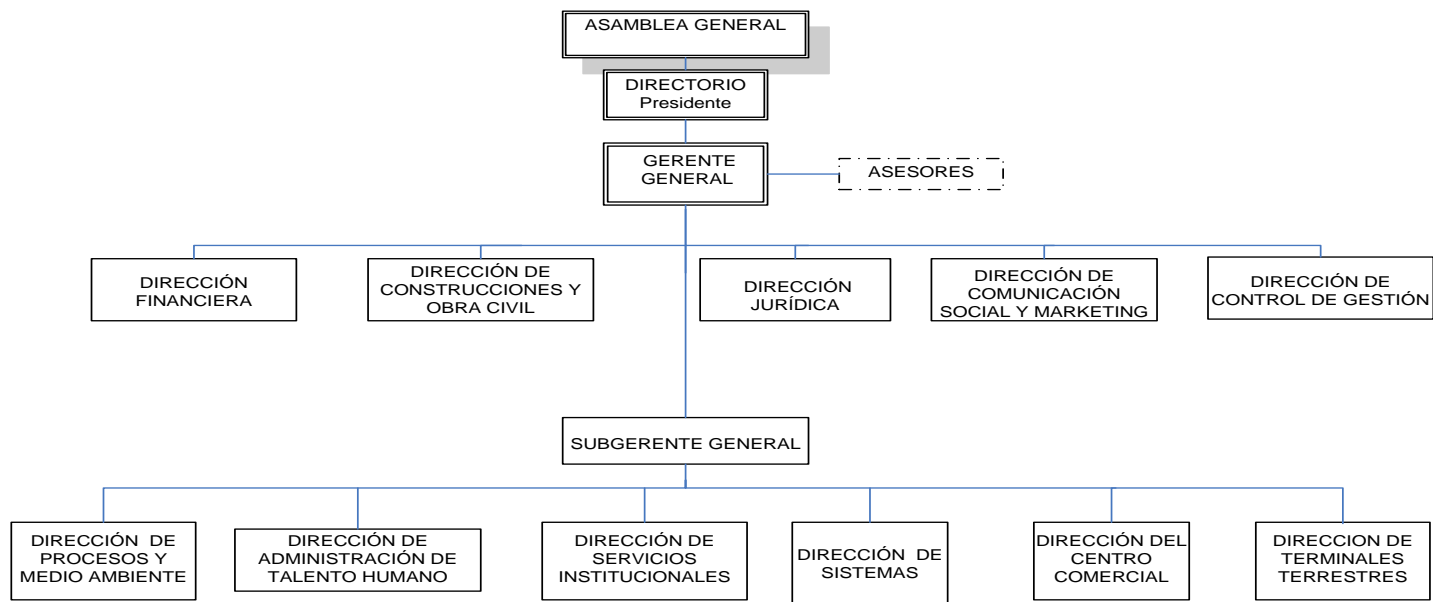 ASAMBLEA GENERAL
DIRECTORIO
Presidente
GERENTE
GENERAL
ASESORES
DIRECCIÓN
FINANCIERA
DIRECCIÓN DE
CONSTRUCCIONES Y
OBRA CIVIL
DIRECCIÓN
JURÍDICA
DIRECCIÓN DE
COMUNICACIÓN
SOCIAL Y MARKETING
DIRECCIÓN DE
CONTROL DE GESTIÓN
SUBGERENTE GENERAL
DIRECCIÓN DE
PROCESOS Y
MEDIO AMBIENTE
DIRECCIÓN DE
ADMINISTRACIÓN DE
TALENTO HUMANO
DIRECCIÓN DE
SERVICIOS
INSTITUCIONALES
DIRECCIÓN DE
SISTEMAS
DIRECCIÓN DEL
CENTRO
COMERCIAL
DIRECCION DE
TERMINALES
TERRESTRES